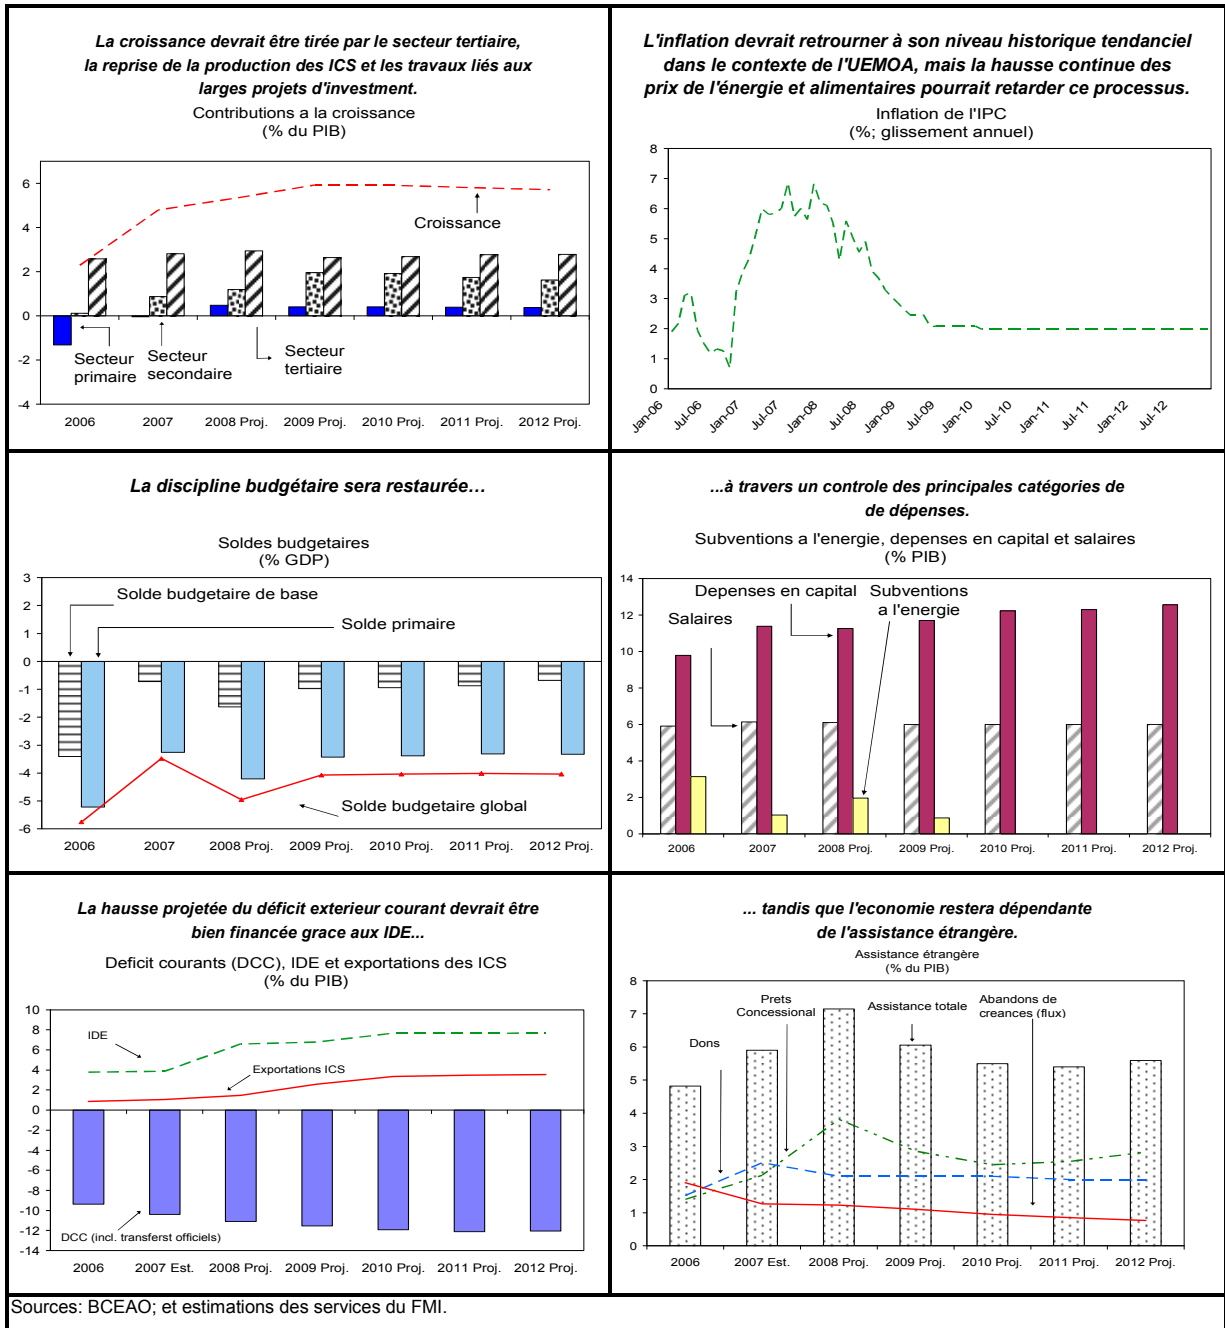 La croissance devrait être tirée par le secteur tertiaire,
la reprise de la production des ICS et les travaux liés aux
larges projets d'investment.
Contributions a la croissance
(% du PIB)
6
4
2
0
-2
-4
Croissance
Secteur
primaire
Secteur
secondaire
Secteur
tertiaire
2006
2007
2008 Proj.
2009 Proj.
2010 Proj.
2011 Proj.
2012 Proj.
L'inflation devrait retrourner à son niveau historique tendanciel
dans le contexte de l'UEMOA, mais la hausse continue des
prix de l'énergie et alimentaires pourrait retarder ce processus.
Inflation de l'IPC
(%; glissement annuel)
8
7
6
5
4
3
2
1
0
Jan-06
Jul-06
Jan-07
Jul-07
Jan-08
Jul-08
Jan-09
Jul-09
Jan-10
Jul-10
Jan-11
Jul-11
Jan-12
Jul-12
La discipline budgétaire sera restaurée…
Soldes budgetaires
(% GDP)
3
2
1
0
-1
-2
-3
-4
-5
-6
Solde budgetaire de base
Solde primaire
Solde budgetaire global
2006
2007
2008 Proj.
2009 Proj.
2010 Proj.
2011 Proj.
2012 Proj.
...à travers un controle des principales catégories de
de dépenses.
Subventions a l'energie, depenses en capital et salaires
(% PIB)
14
12
10
8
6
4
2
0
Depenses en capital
Subventions
a l'energie
Salaires
2006
2007
2008 Proj.
2009 Proj.
2010 Proj.
2011 Proj.
2012 Proj.
La hausse projetée du déficit exterieur courant devrait être
bien financée grace aux IDE...
Deficit courants (DCC), IDE et exportations des ICS
(% du PIB)
10
8
6
4
2
0
-2
-4
-6
-8
-10
-12
-14
IDE
Exportations ICS
DCC (incl. transferst officiels)
2006
2007 Est.
2008 Proj.
2009 Proj.
2010 Proj.
2011 Proj.
2012 Proj.
... tandis que l'economie restera dépendante
de l'assistance étrangère.
Assistance étrangère
(% du PIB)
8
7
6
5
4
3
2
1
0
Dons
Prets
Concessional
Assistance totale
Abandons de
creances (flux)
2006
2007 Est.
2008 Proj.
2009 Proj.
2010 Proj.
2011 Proj.
2012 Proj.
Sources: BCEAO; et estimations des services du FMI.